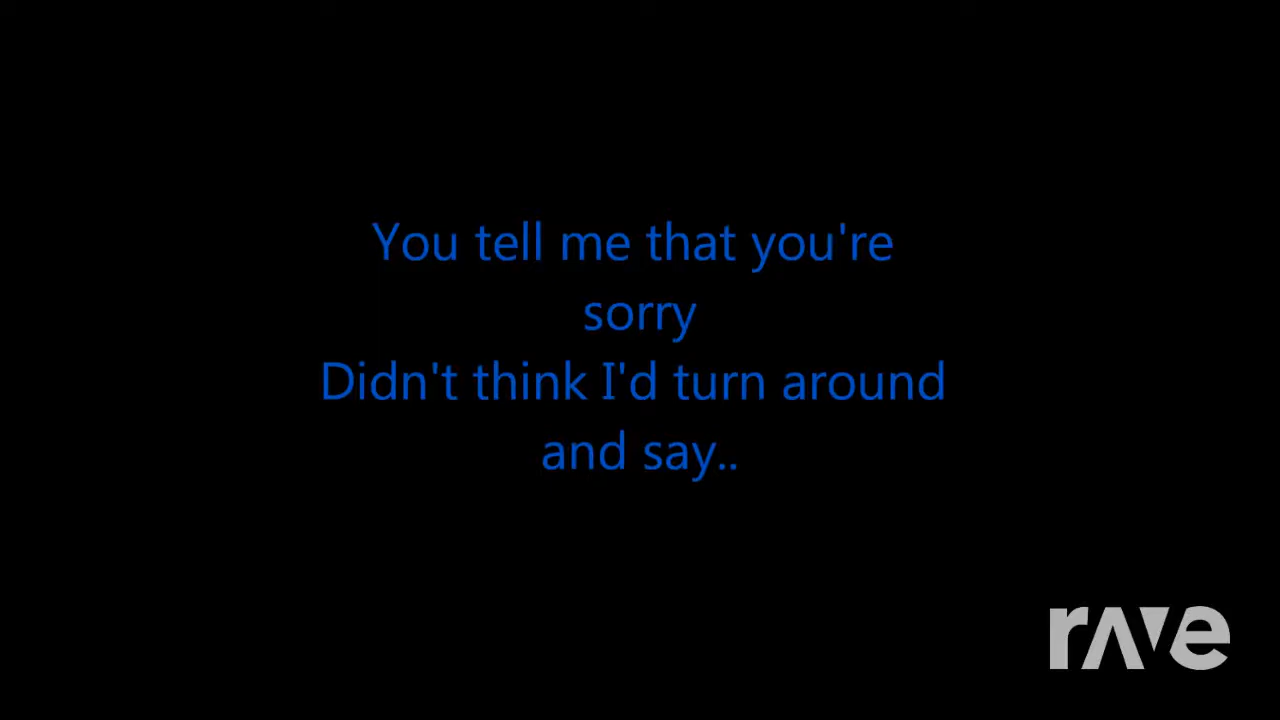 You tell me that you're
sorry
Didn't think I'd turn around
and say..
rave